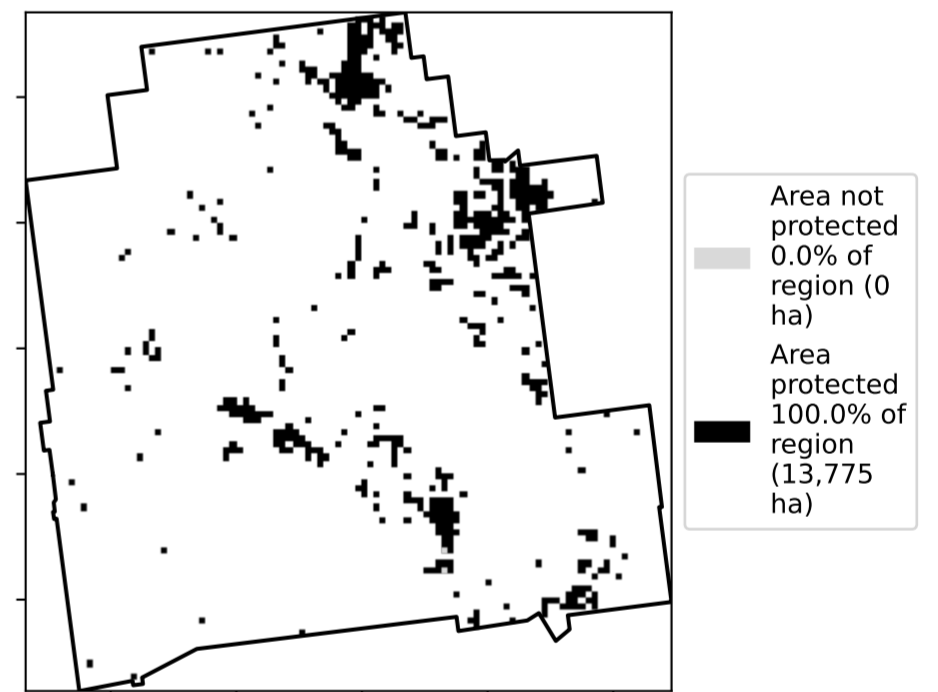 Area not
protected
0.0% of
region (0
ha)
Area
protected
100.0% of
region
(13,775
ha)